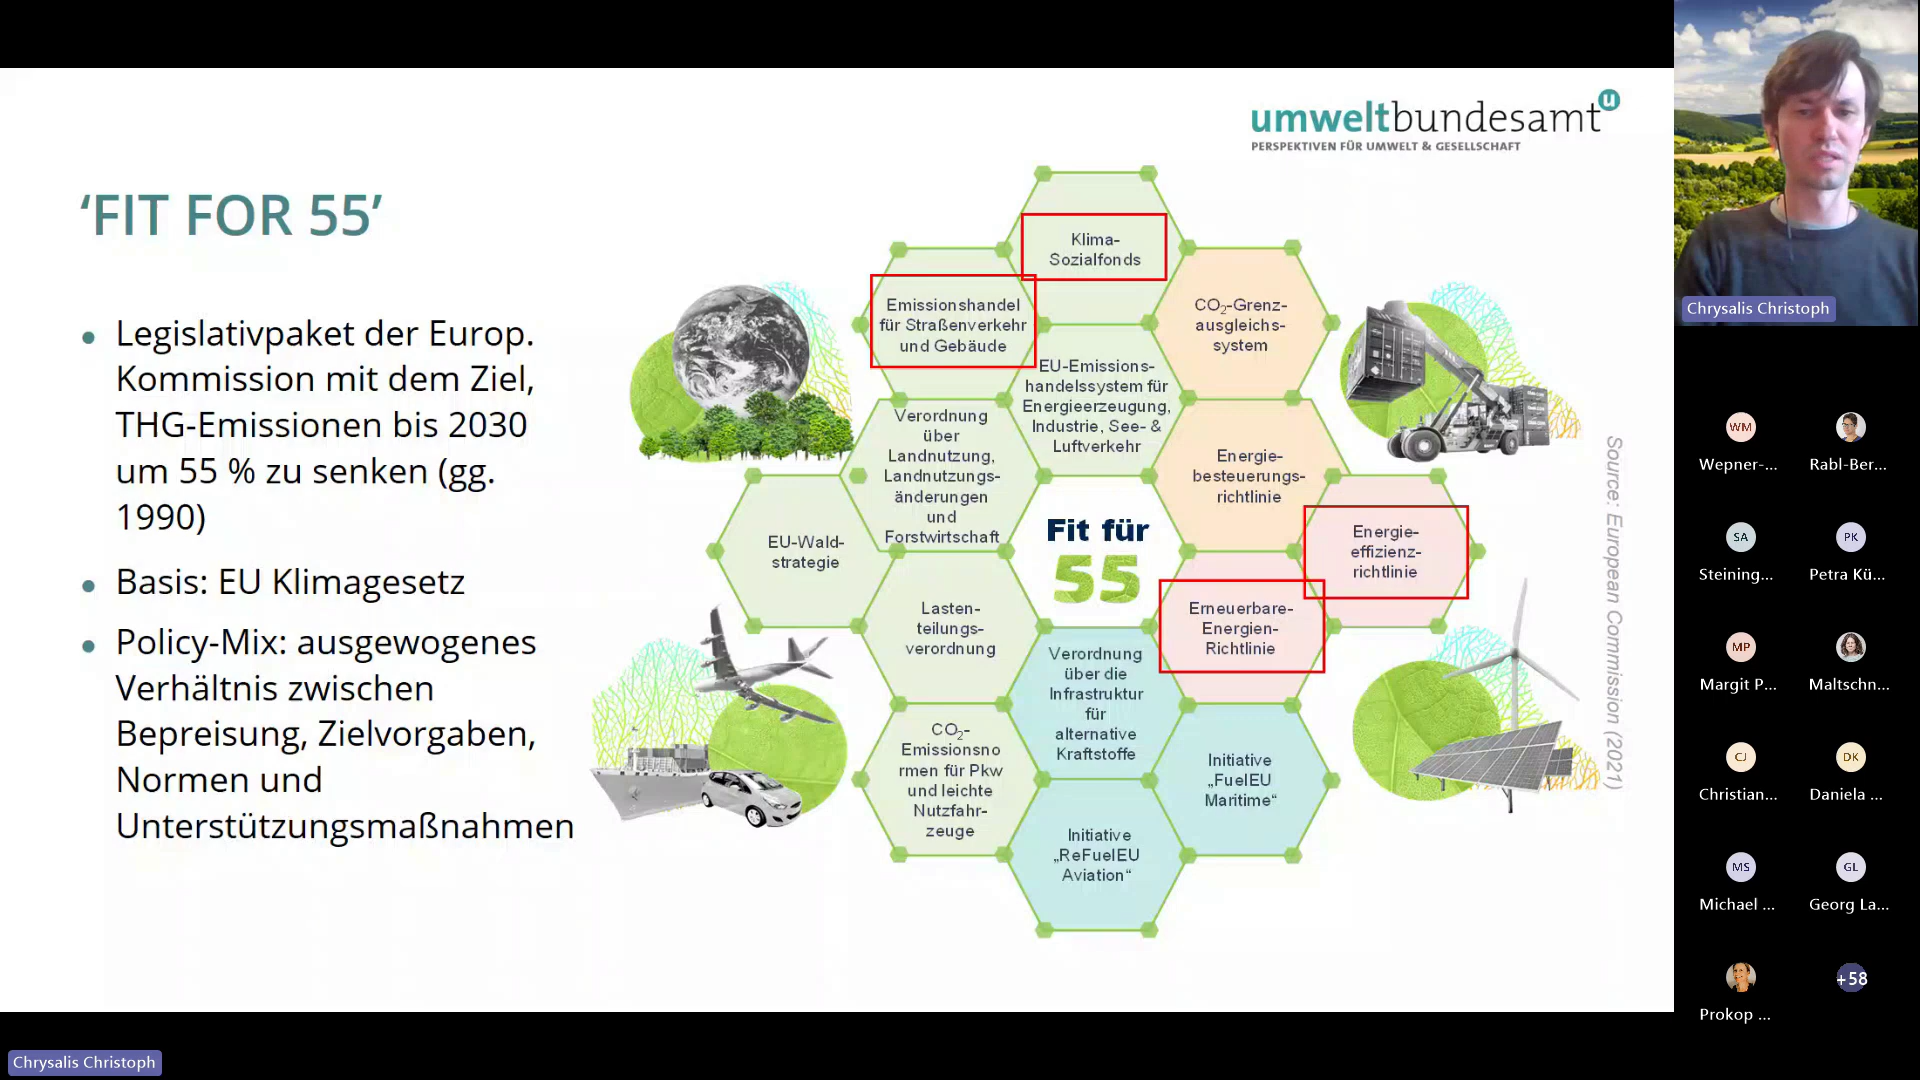 umweltbundesamt
PERSPEKTIVEN FÜR UMWELT & GESELLSCHAFT
‘FIT FOR 55’
• Legislativpaket der Europ.
Kommission mit dem Ziel,
THG-Emissionen bis 2030
um 55 % zu senken (gg.
1990)
• Basis: EU Klimagesetz
• Policy-Mix: ausgewogenes
Verhältnis zwischen
Bepreisung, Zielvorgaben,
Normen und
Unterstützungsmaßnahmen
Klima-
Sozialfonds
Emissionshandel
für Straßenverkehr
und Gebäude
CO₂-Grenz-
ausgleichs-
system
EU-Emissions-
handelssystem für
Energieerzeugung,
Industrie, See- &
Luftverkehr
Verordnung
über
Landnutzung,
Landnutzungs-
änderungen
und
Forstwirtschaft
Energie-
besteuerungs-
richtlinie
EU-Wald-
strategie
Fit für
55
Energie-
effizienz-
richtlinie
Lasten-
teilungs-
verordnung
Erneuerbare-
Energien-
Richtlinie
Verordnung
über die
Infrastruktur
für
alternative
Kraftstoffe
CO₂-
Emissionsno
rmen für Pkw
und leichte
Nutzfahr-
zeuge
Initiative
„FuelEU
Maritime“
Initiative
„ReFuelEU
Aviation“
Source: European Commission (2021)
Chrysalis Christoph
WM
Wepner-...
Rabl-Ber...
SA
Steining...
PK
Petra Kü...
MP
Margit P...
Maltschn...
CJ
Christian...
DK
Daniela ...
MS
Michael ...
GL
Georg La...
Prokop ...
+58
Chrysalis Christoph